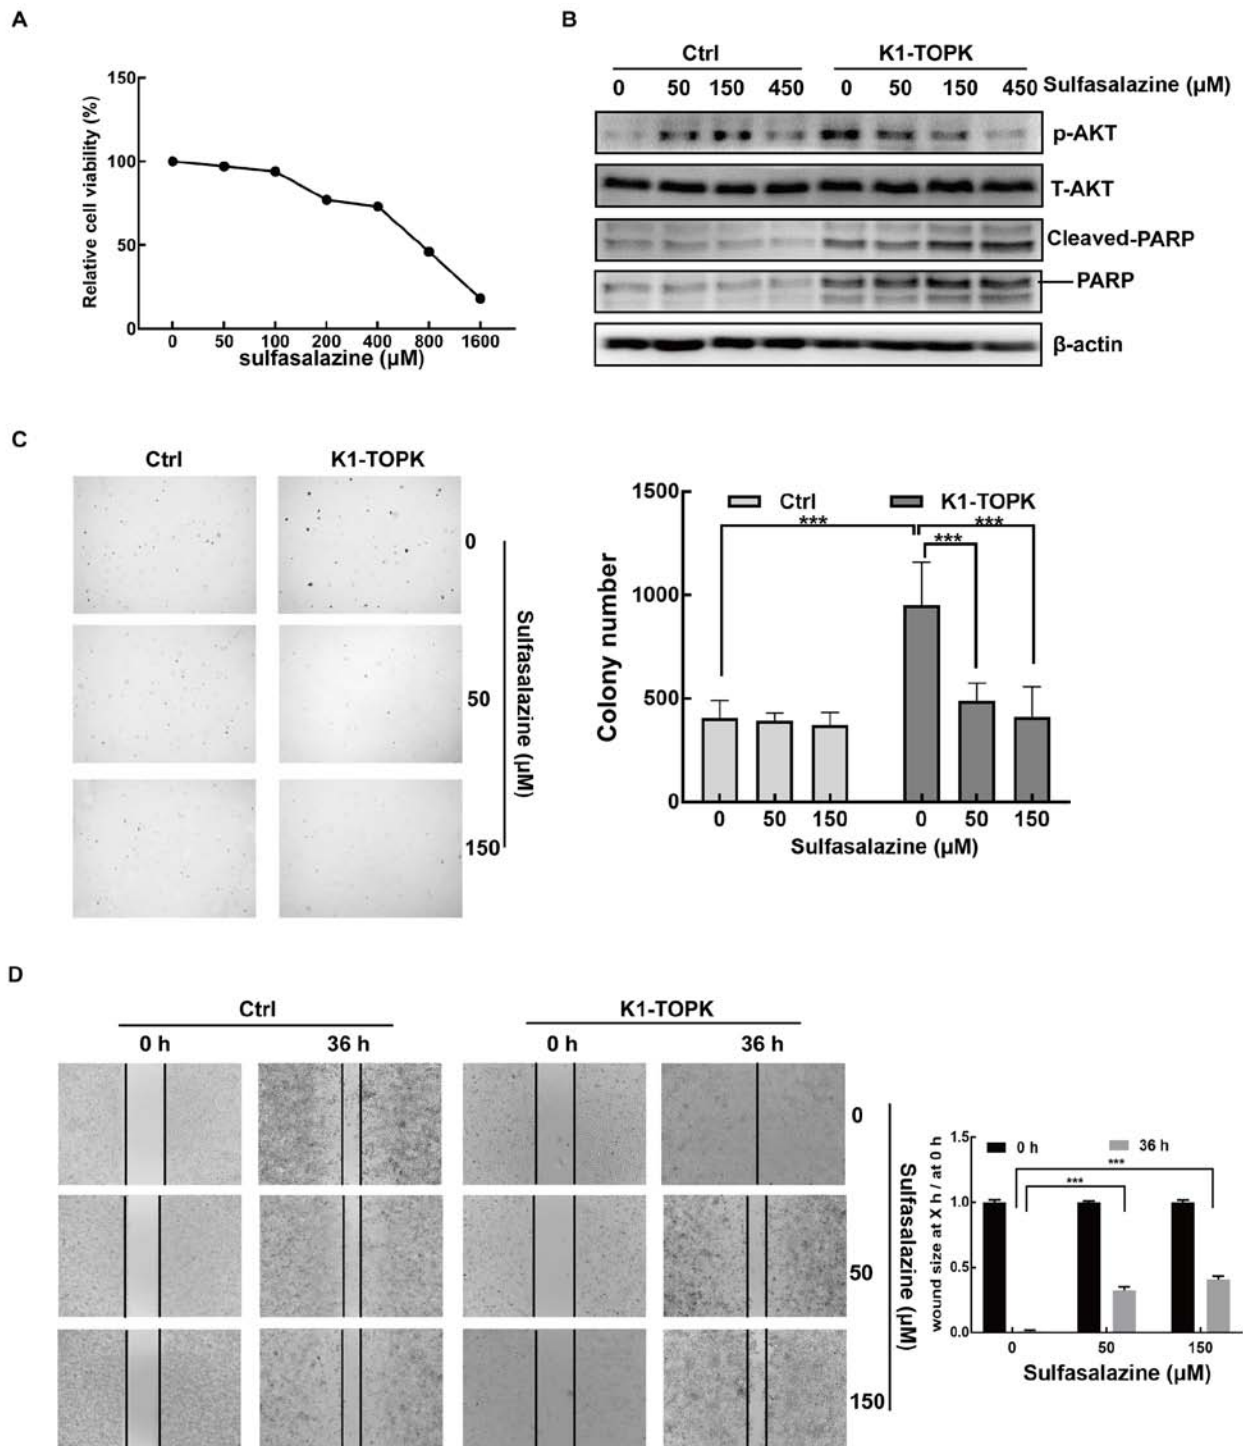 A
Relative cell viability (%)
150
100
50
0
0 50 100 200 400 800 1600
sulfasalazine (μM)
B
Ctrl K1-TOPK
0 50 150 450 0 50 150 450 Sulfasalazine (μM)
p-AKT
T-AKT
Cleaved-PARP
PARP
β-actin
C
Ctrl K1-TOPK
0
50
150
Sulfasalazine (μM)
Colony number
1500
1000
500
0
Ctrl K1-TOPK
*** *** ***
0 50 150 0 50 150
Sulfasalazine (μM)
D
Ctrl K1-TOPK
0 h 36 h 0 h 36 h
0
50
150
Sulfasalazine (μM)
wound size at X h / at 0 h
1.5
1.0
0.5
0.0
0 h 36 h
***
***
0 50 150
Sulfasalazine (μM)